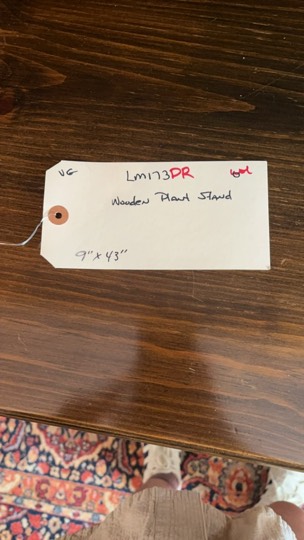 VG LM173DR
Wooden Plant Stand
9" x 43"